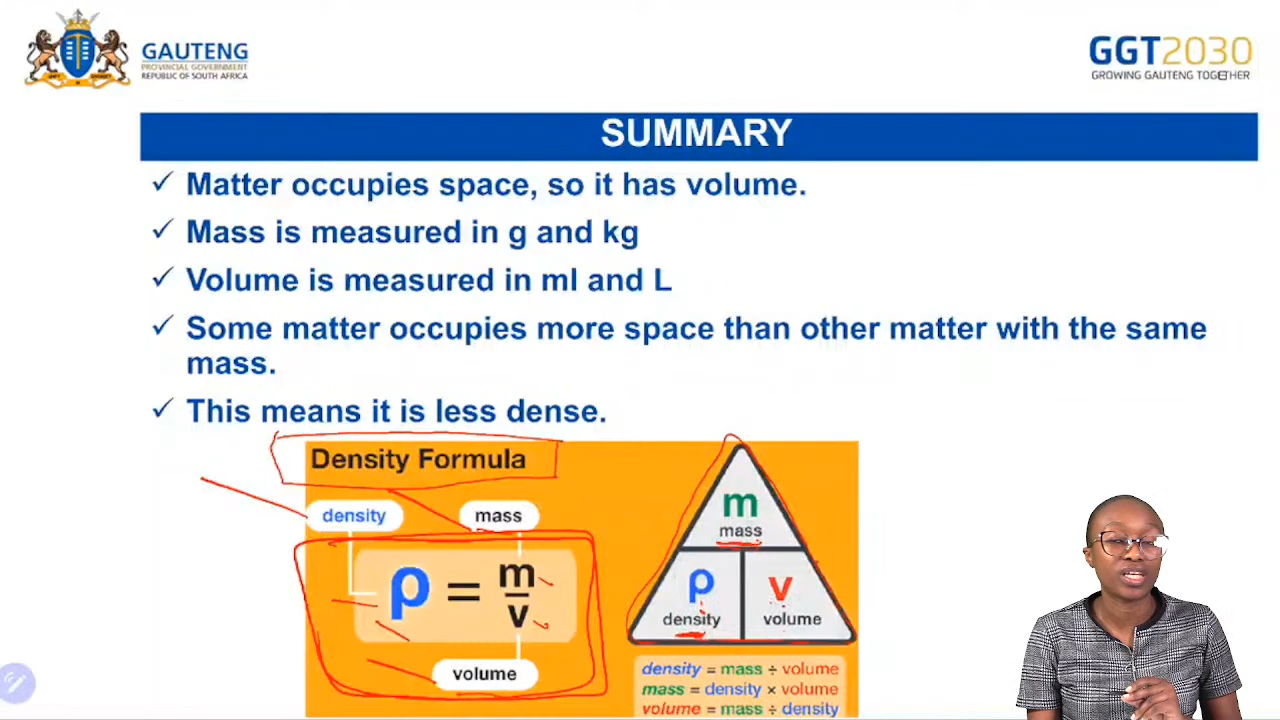 GAUTENG
PROVINCIAL GOVERNMENT
REPUBLIC OF SOUTH AFRICA
GGT2030
GROWING GAUTENG TOGETHER
SUMMARY
✓ Matter occupies space, so it has volume.
✓ Mass is measured in g and kg
✓ Volume is measured in ml and L
✓ Some matter occupies more space than other matter with the same
mass.
✓ This means it is less dense.
Density Formula
density
mass
ρ = m/v
volume
m
mass
ρ
density
v
volume
density = mass ÷ volume
mass = density × volume
volume = mass ÷ density